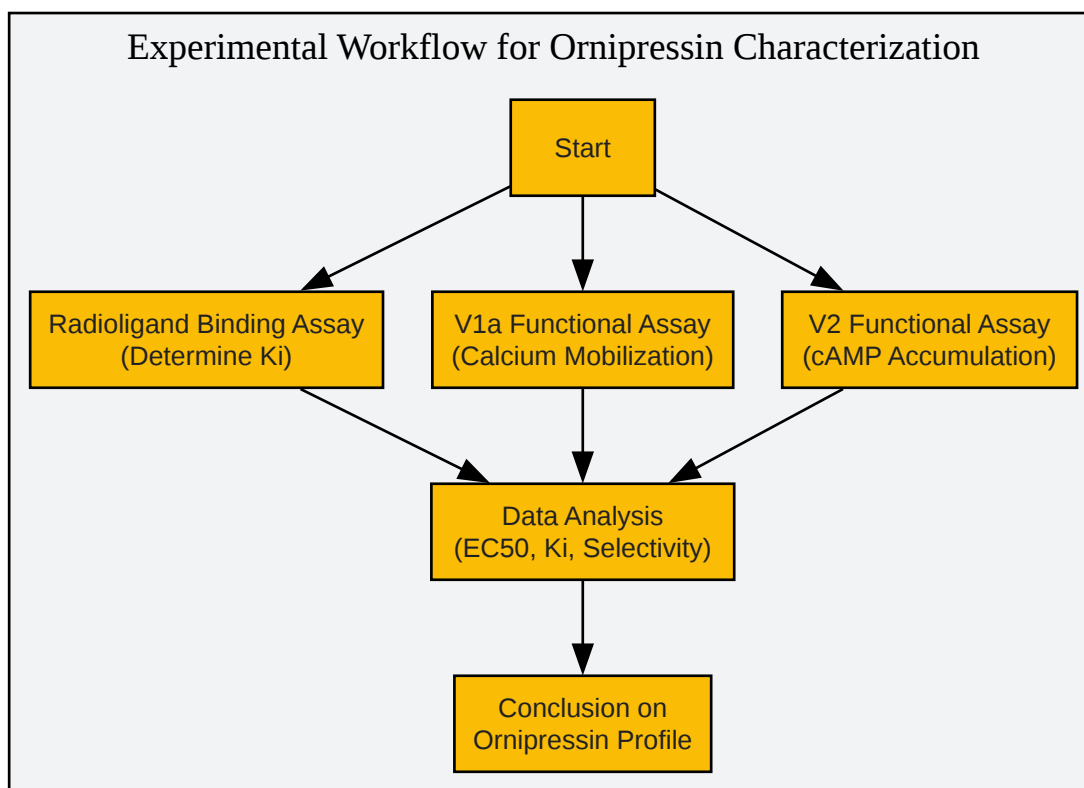 Experimental Workflow for Ornipressin Characterization
Start
Radioligand Binding Assay
(Determine Ki)
V1a Functional Assay
(Calcium Mobilization)
V2 Functional Assay
(cAMP Accumulation)
Data Analysis
(EC50, Ki, Selectivity)
Conclusion on
Ornipressin Profile